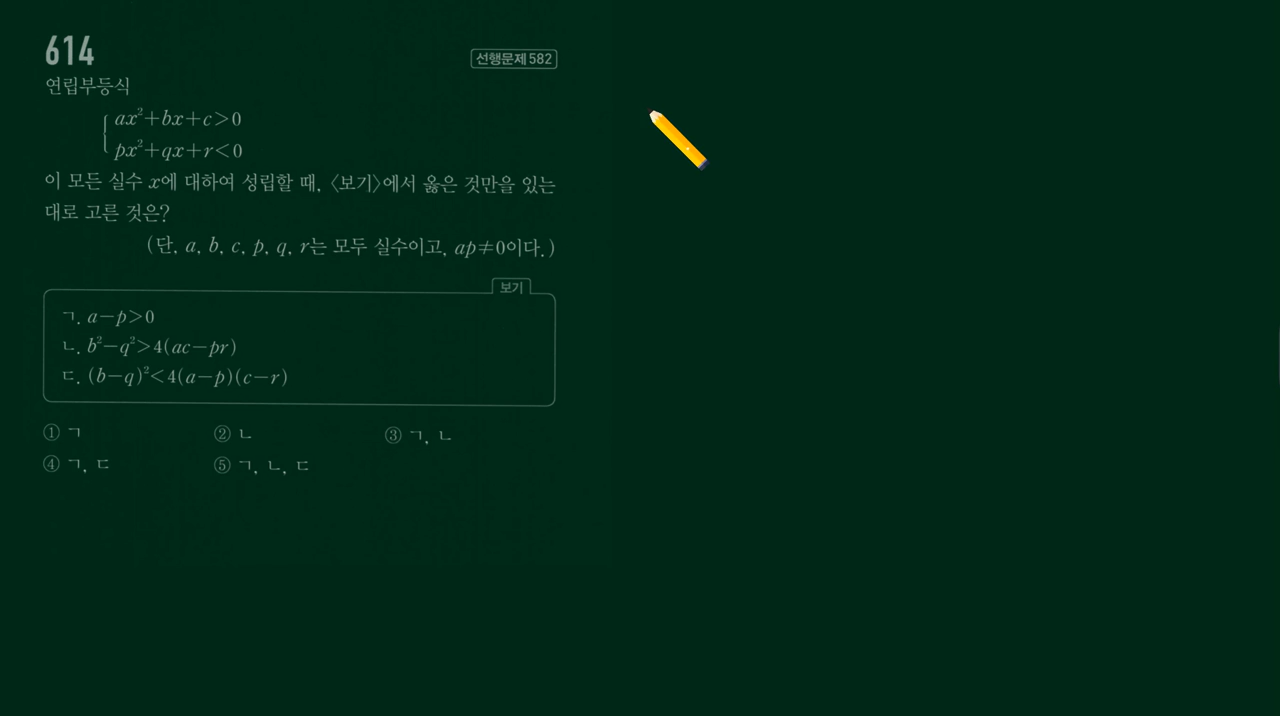 614
선행문제 582
연립부등식
ax²+bx+c>0
px²+qx+r<0
이 모든 실수 x에 대하여 성립할 때, 〈보기〉에서 옳은 것만을 있는
대로 고른 것은?
(단, a, b, c, p, q, r는 모두 실수이고, ap≠0이다.)
보기
ㄱ. a-p>0
ㄴ. b²-q²>4(ac-pr)
ㄷ. (b-q)²<4(a-p)(c-r)
① ㄱ ② ㄴ ③ ㄱ, ㄴ
④ ㄱ, ㄷ ⑤ ㄱ, ㄴ, ㄷ